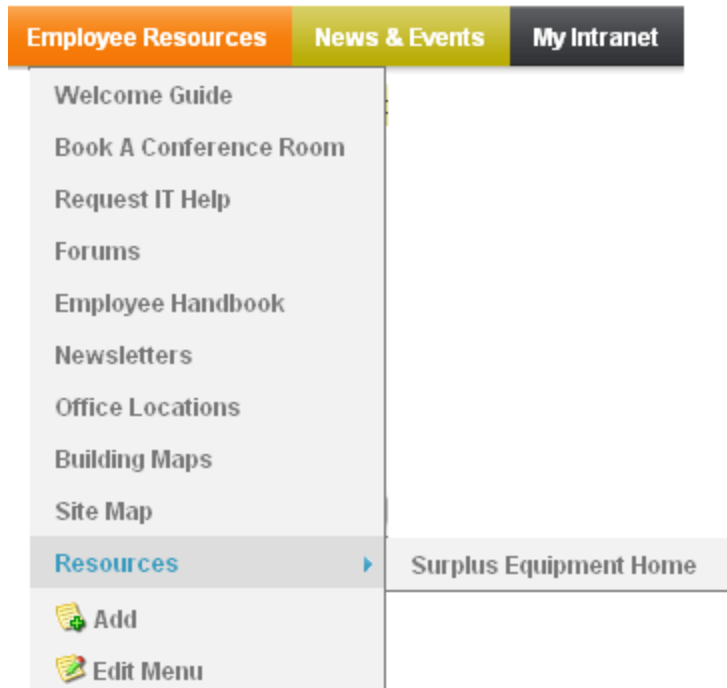 Employee Resources News & Events My Intranet
Welcome Guide
Book A Conference Room
Request IT Help
Forums
Employee Handbook
Newsletters
Office Locations
Building Maps
Site Map
Resources Surplus Equipment Home
Add
Edit Menu